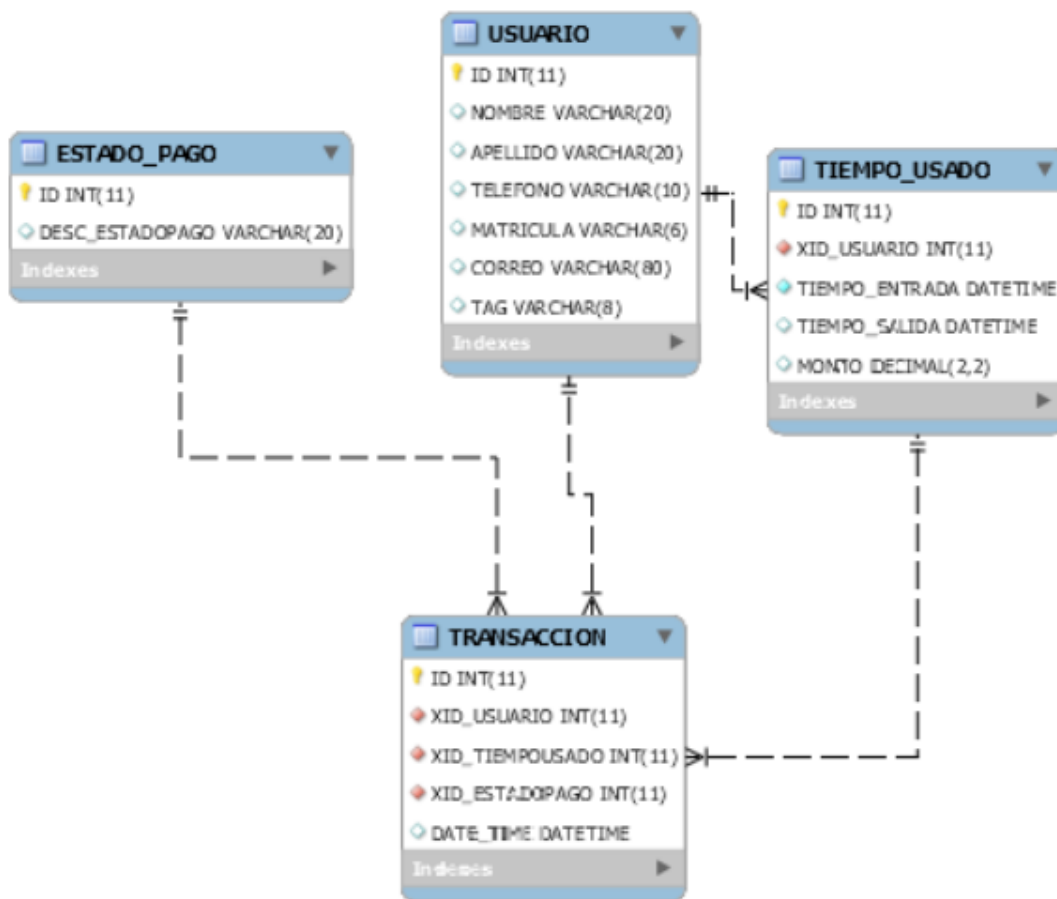 USUARIO
ID INT(11)
NOMBRE VARCHAR(20)
APELLIDO VARCHAR(20)
TELEFONO VARCHAR(10)
MATRICULA VARCHAR(6)
CORREO VARCHAR(80)
TAG VARCHAR(8)
Indexes
ESTADO_PAGO
ID INT(11)
DESC_ESTADOPAGO VARCHAR(20)
Indexes
TIEMPO_USADO
ID INT(11)
XID_USUARIO INT(11)
TIEMPO_ENTRADA DATETIME
TIEMPO_SALIDA DATETIME
MONTO DECIMAL(2,2)
Indexes
TRANSACCION
ID INT(11)
XID_USUARIO INT(11)
XID_TIEMPOUSADO INT(11)
XID_ESTADOPAGO INT(11)
DATE_TIME DATETIME
Indexes